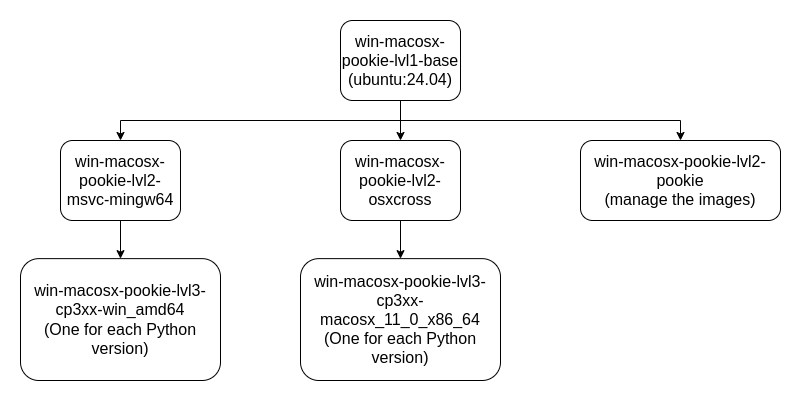 win-macosx-
pookie-lvl1-base
(ubuntu:24.04)
win-macosx-
pookie-lvl2-
msvc-mingw64
win-macosx-
pookie-lvl2-
osxcross
win-macosx-pookie-lvl2-
pookie
(manage the images)
win-macosx-pookie-lvl3-
cp3xx-win_amd64
(One for each Python
version)
win-macosx-pookie-lvl3-
cp3xx-
macosx_11_0_x86_64
(One for each Python
version)